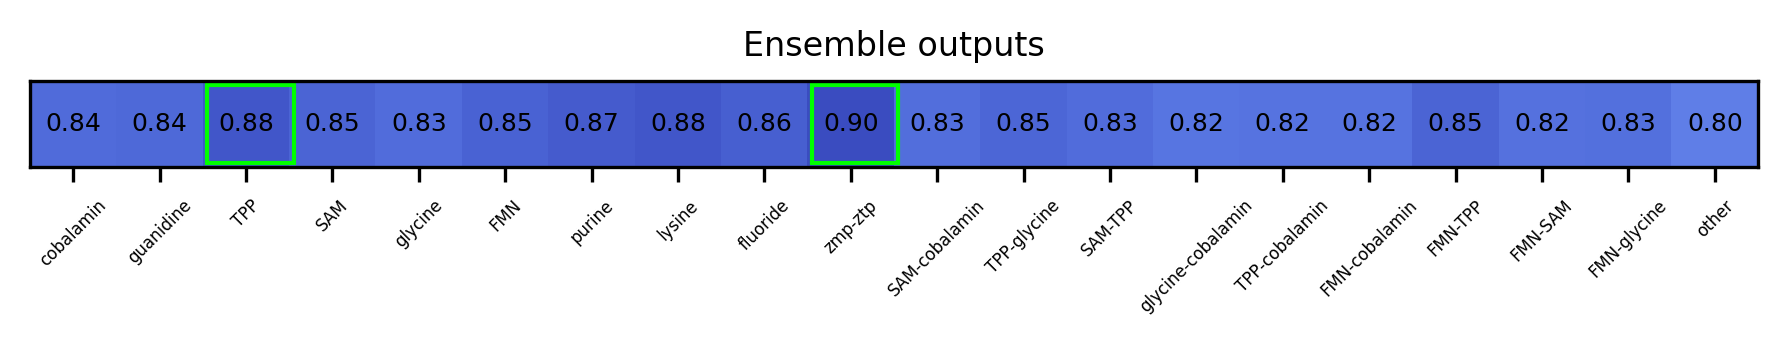 Ensemble outputs
0.84 0.84 0.88 0.85 0.83 0.85 0.87 0.88 0.86 0.90 0.83 0.85 0.83 0.82 0.82 0.82 0.85 0.82 0.83 0.80
cobalamin guanidine TPP SAM glycine FMN purine lysine fluoride zmp-ztp SAM-cobalamin TPP-glycine SAM-TPP glycine-cobalamin TPP-cobalamin FMN-cobalamin FMN-TPP FMN-SAM FMN-glycine other